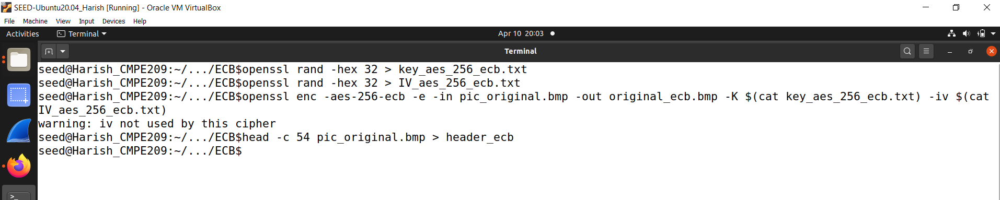 SEED-Ubuntu20.04_Harish [Running] - Oracle VM VirtualBox
File Machine View Input Devices Help
Activities Terminal Apr 10 20:03
Terminal
seed@Harish_CMPE209:~/.../ECB$openssl rand -hex 32 > key_aes_256_ecb.txt
seed@Harish_CMPE209:~/.../ECB$openssl rand -hex 32 > IV_aes_256_ecb.txt
seed@Harish_CMPE209:~/.../ECB$openssl enc -aes-256-ecb -e -in pic_original.bmp -out original_ecb.bmp -K $(cat key_aes_256_ecb.txt) -iv $(cat
IV_aes_256_ecb.txt)
warning: iv not used by this cipher
seed@Harish_CMPE209:~/.../ECB$head -c 54 pic_original.bmp > header_ecb
seed@Harish_CMPE209:~/.../ECB$